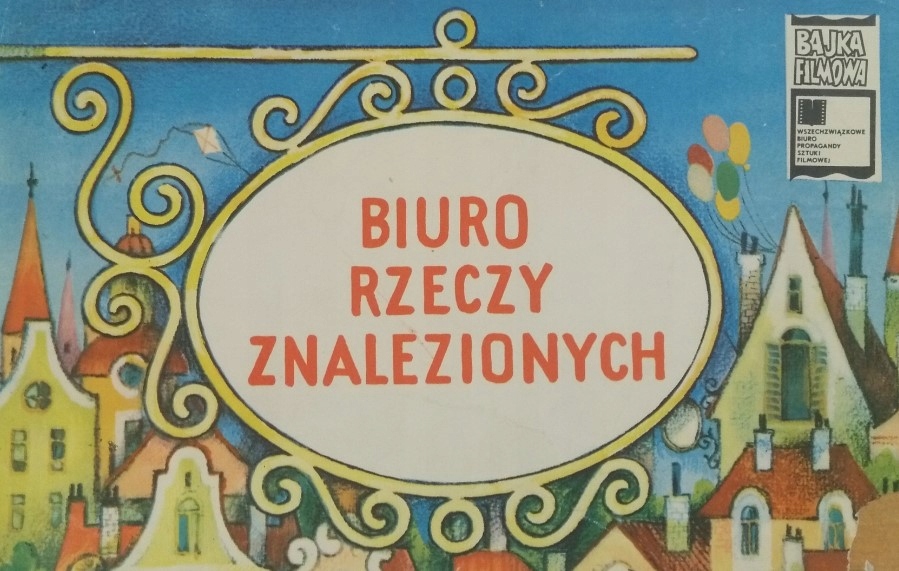 BAJKA
FILMOWA
WSZECHZWIĄZKOWE
BIURO
PROPAGANDY
SZTUKI
FILMOWEJ
BIURO
RZECZY
ZNALEZIONYCH